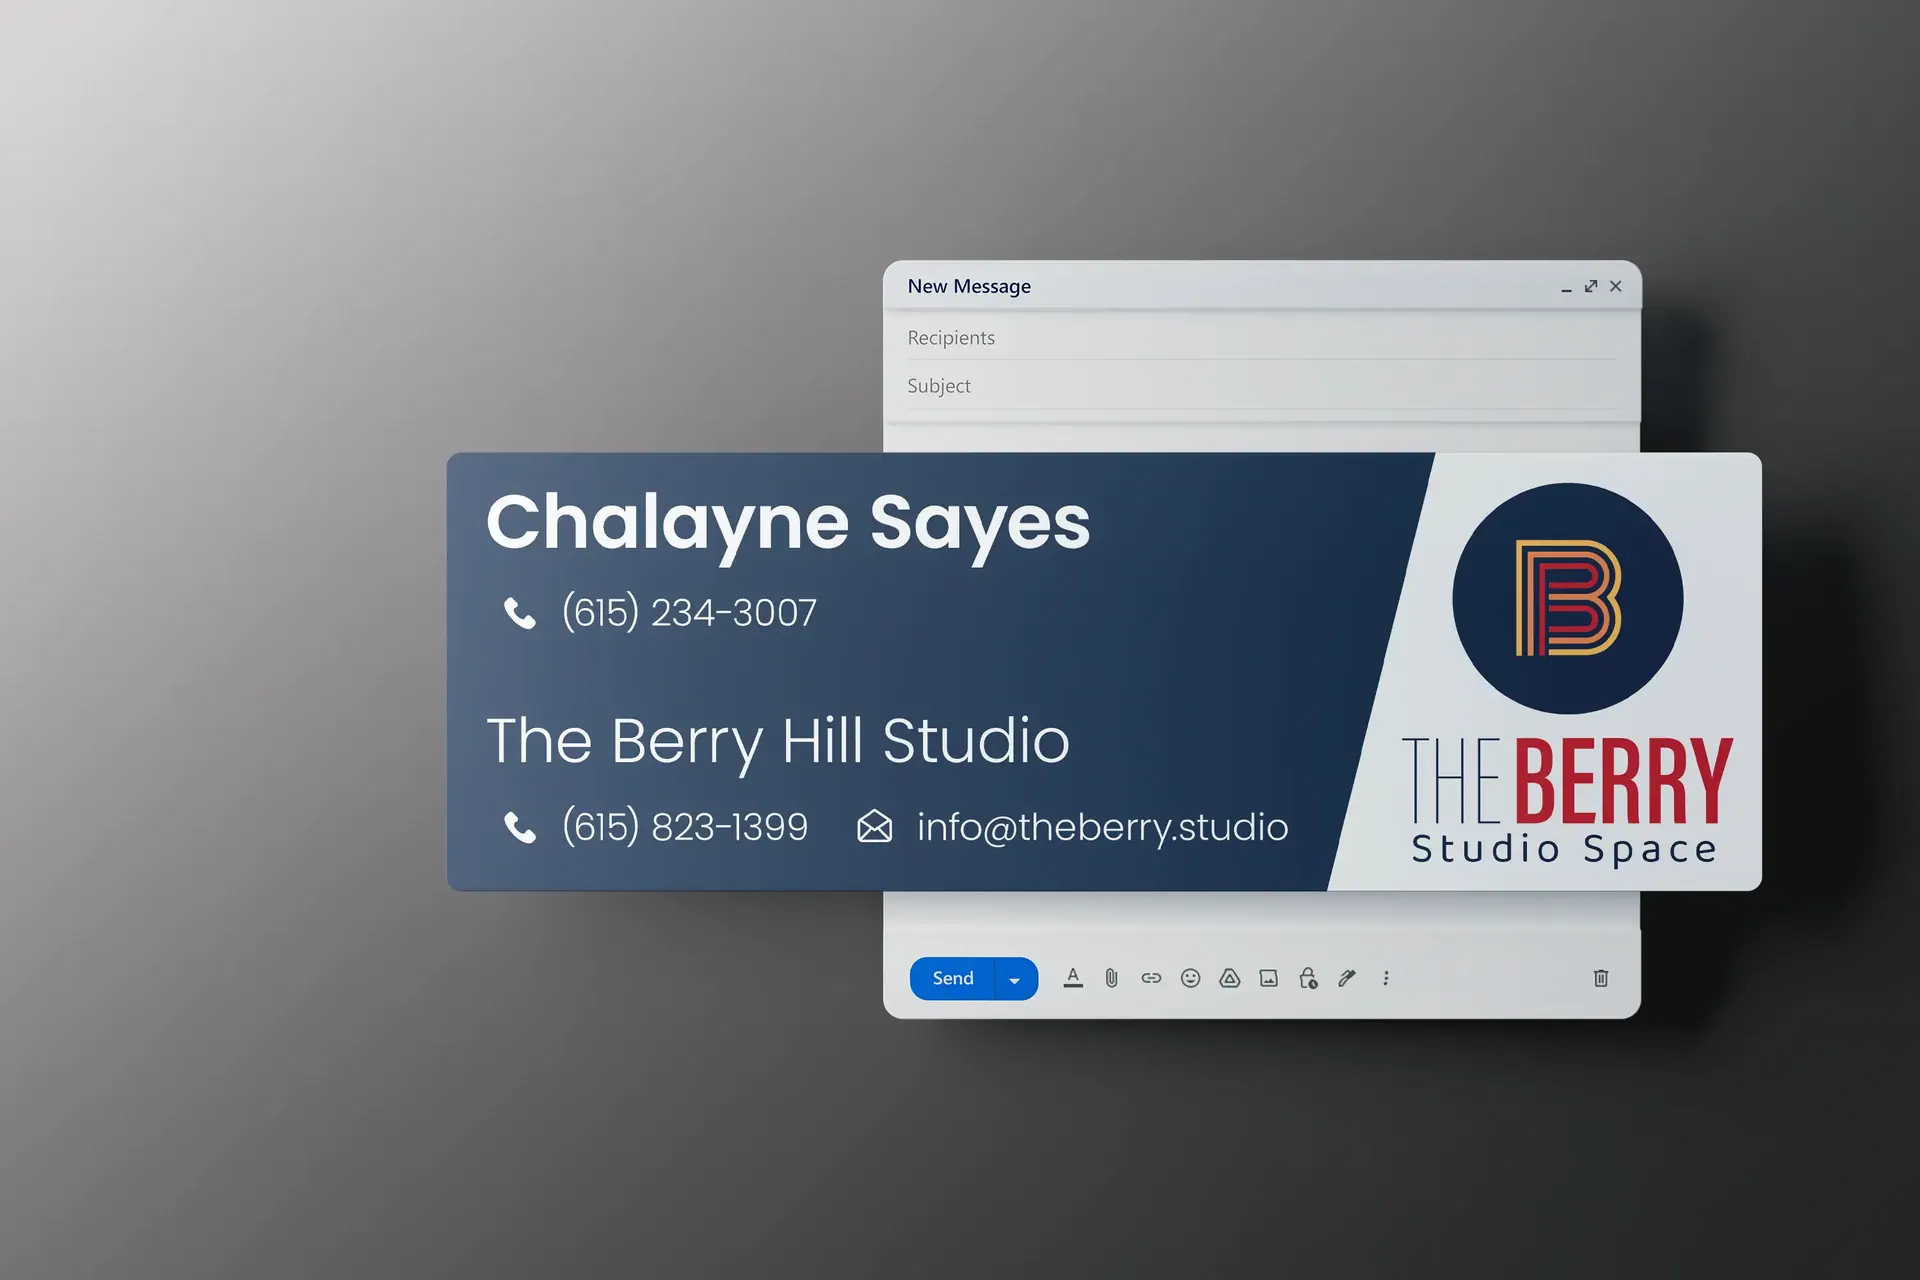 New Message
Recipients
Subject
Chalayne Sayes
(615) 234-3007
The Berry Hill Studio
(615) 823-1399 info@theberry.studio
B
THE BERRY
Studio Space
Send